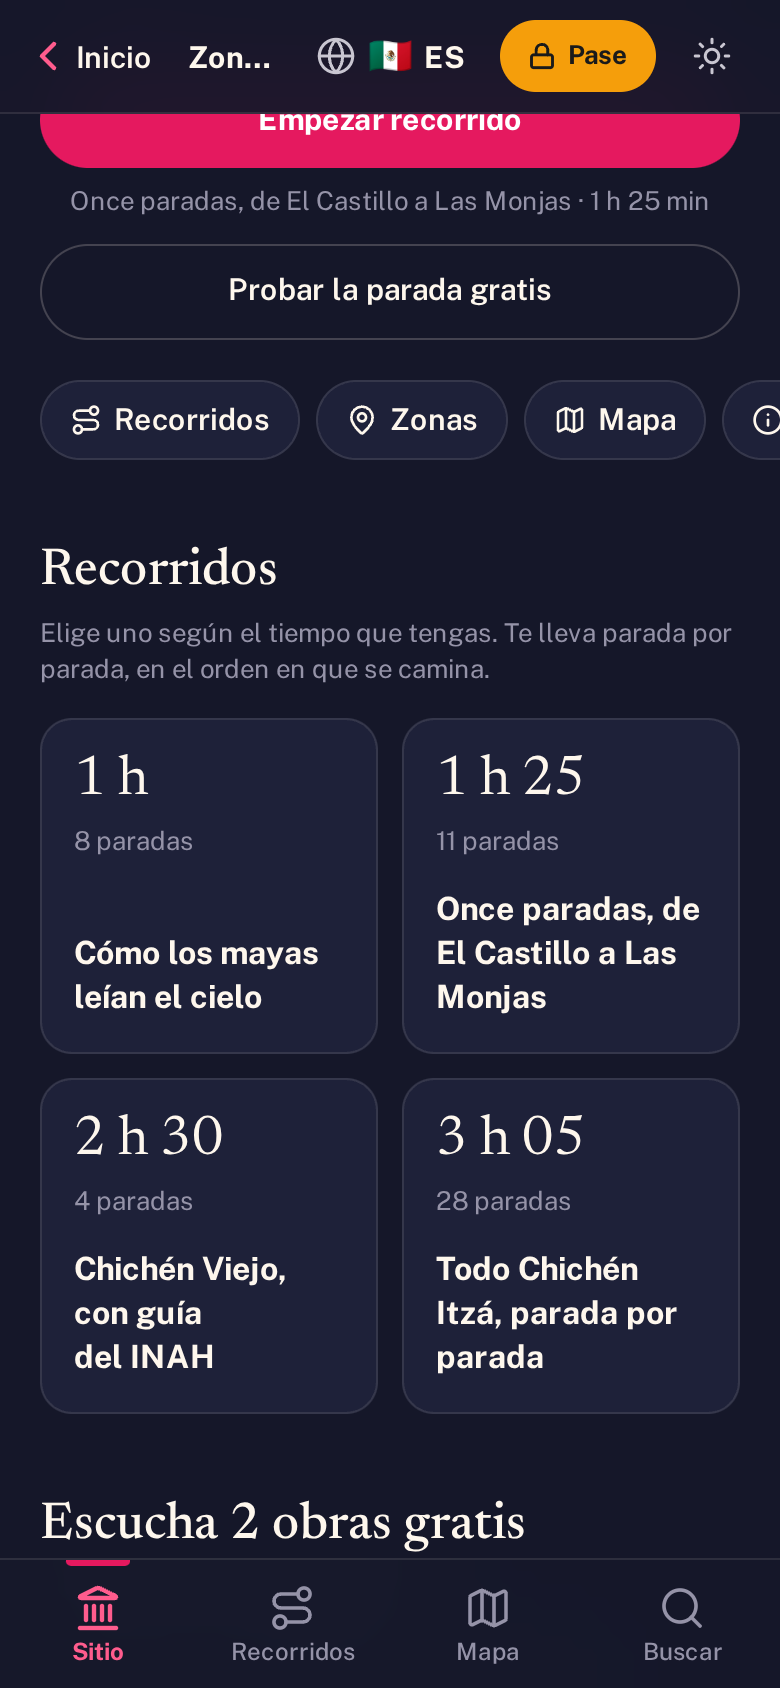 Inicio
Zon...
ES
Pase
Empezar recorrido
Once paradas, de El Castillo a Las Monjas · 1 h 25 min
Probar la parada gratis
Recorridos
Zonas
Mapa
Recorridos
Elige uno según el tiempo que tengas. Te lleva parada por
parada, en el orden en que se camina.
1 h
8 paradas
Cómo los mayas
leían el cielo
1 h 25
11 paradas
Once paradas, de
El Castillo a Las
Monjas
2 h 30
4 paradas
Chichén Viejo,
con guía
del INAH
3 h 05
28 paradas
Todo Chichén
Itzá, parada por
parada
Escucha 2 obras gratis
Sitio
Recorridos
Mapa
Buscar